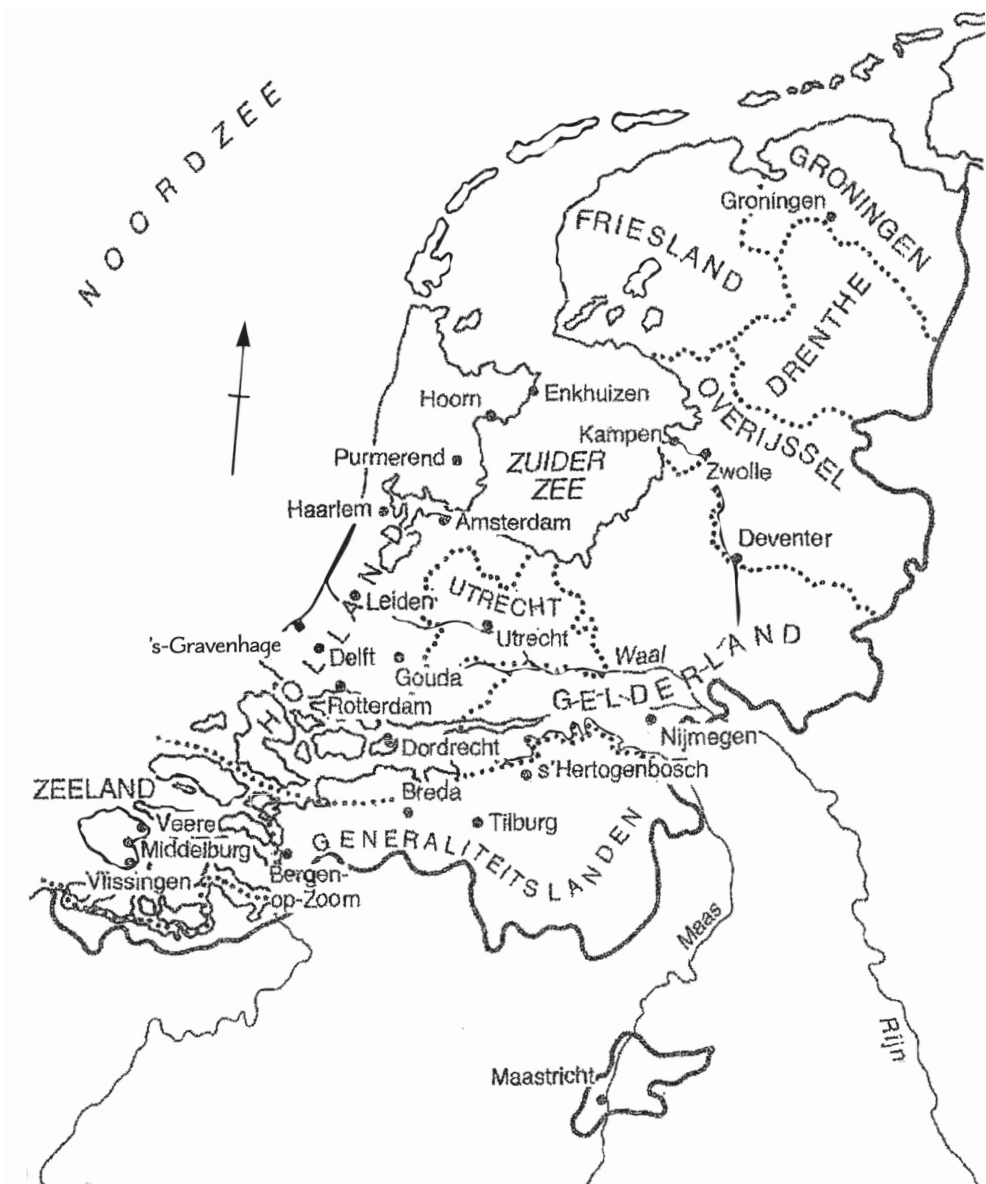 NOORDZEE
GRONINGEN
Groningen
FRIESLAND
DRENTHE
Enkhuizen
Hoorn
OVERIJSSEL
Kampen
Purmerend
ZUIDER
ZEE
Zwolle
Haarlem
Amsterdam
Deventer
HOLLAND
Leiden
UTRECHT
Utrecht
's-Gravenhage
Delft
Gouda
Waal
GELDERLAND
Rotterdam
Dordrecht
Nijmegen
s'Hertogenbosch
ZEELAND
Breda
Veere
Tilburg
Middelburg
GENERALITEITSLANDEN
Vlissingen
Bergen-
op-Zoom
Maas
Rijn
Maastricht